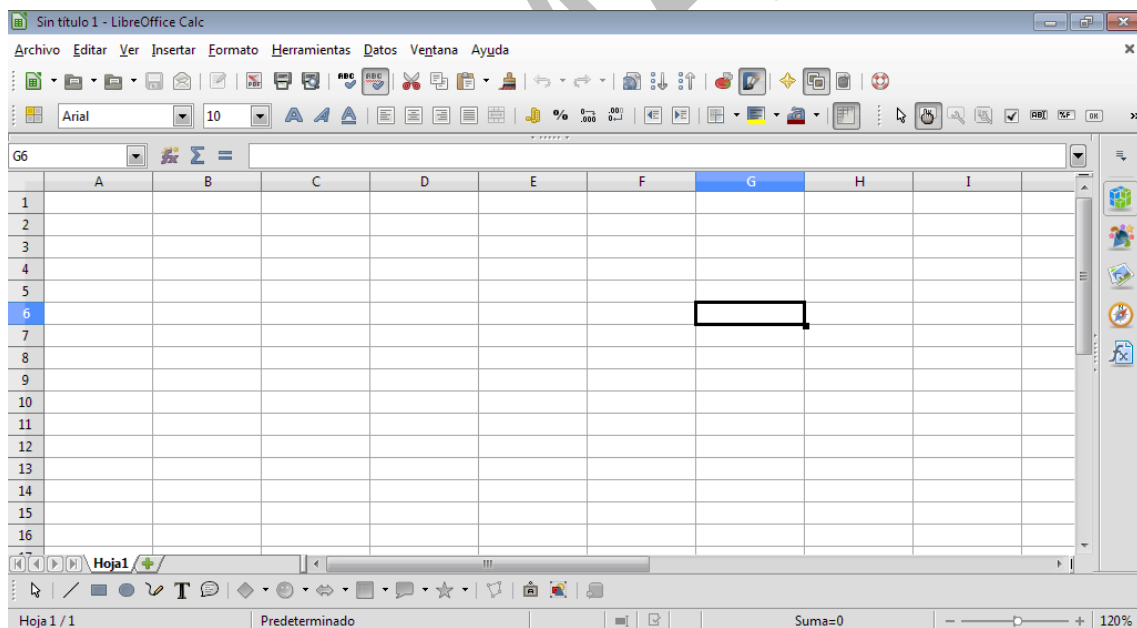 Sin título 1 - LibreOffice Calc
Archivo Editar Ver Insertar Formato Herramientas Datos Ventana Ayuda
Arial 10
G6
A B C D E F G H I
1
2
3
4
5
6
7
8
9
10
11
12
13
14
15
16
Hoja1
Hoja 1 / 1 Predeterminado Suma=0 120%